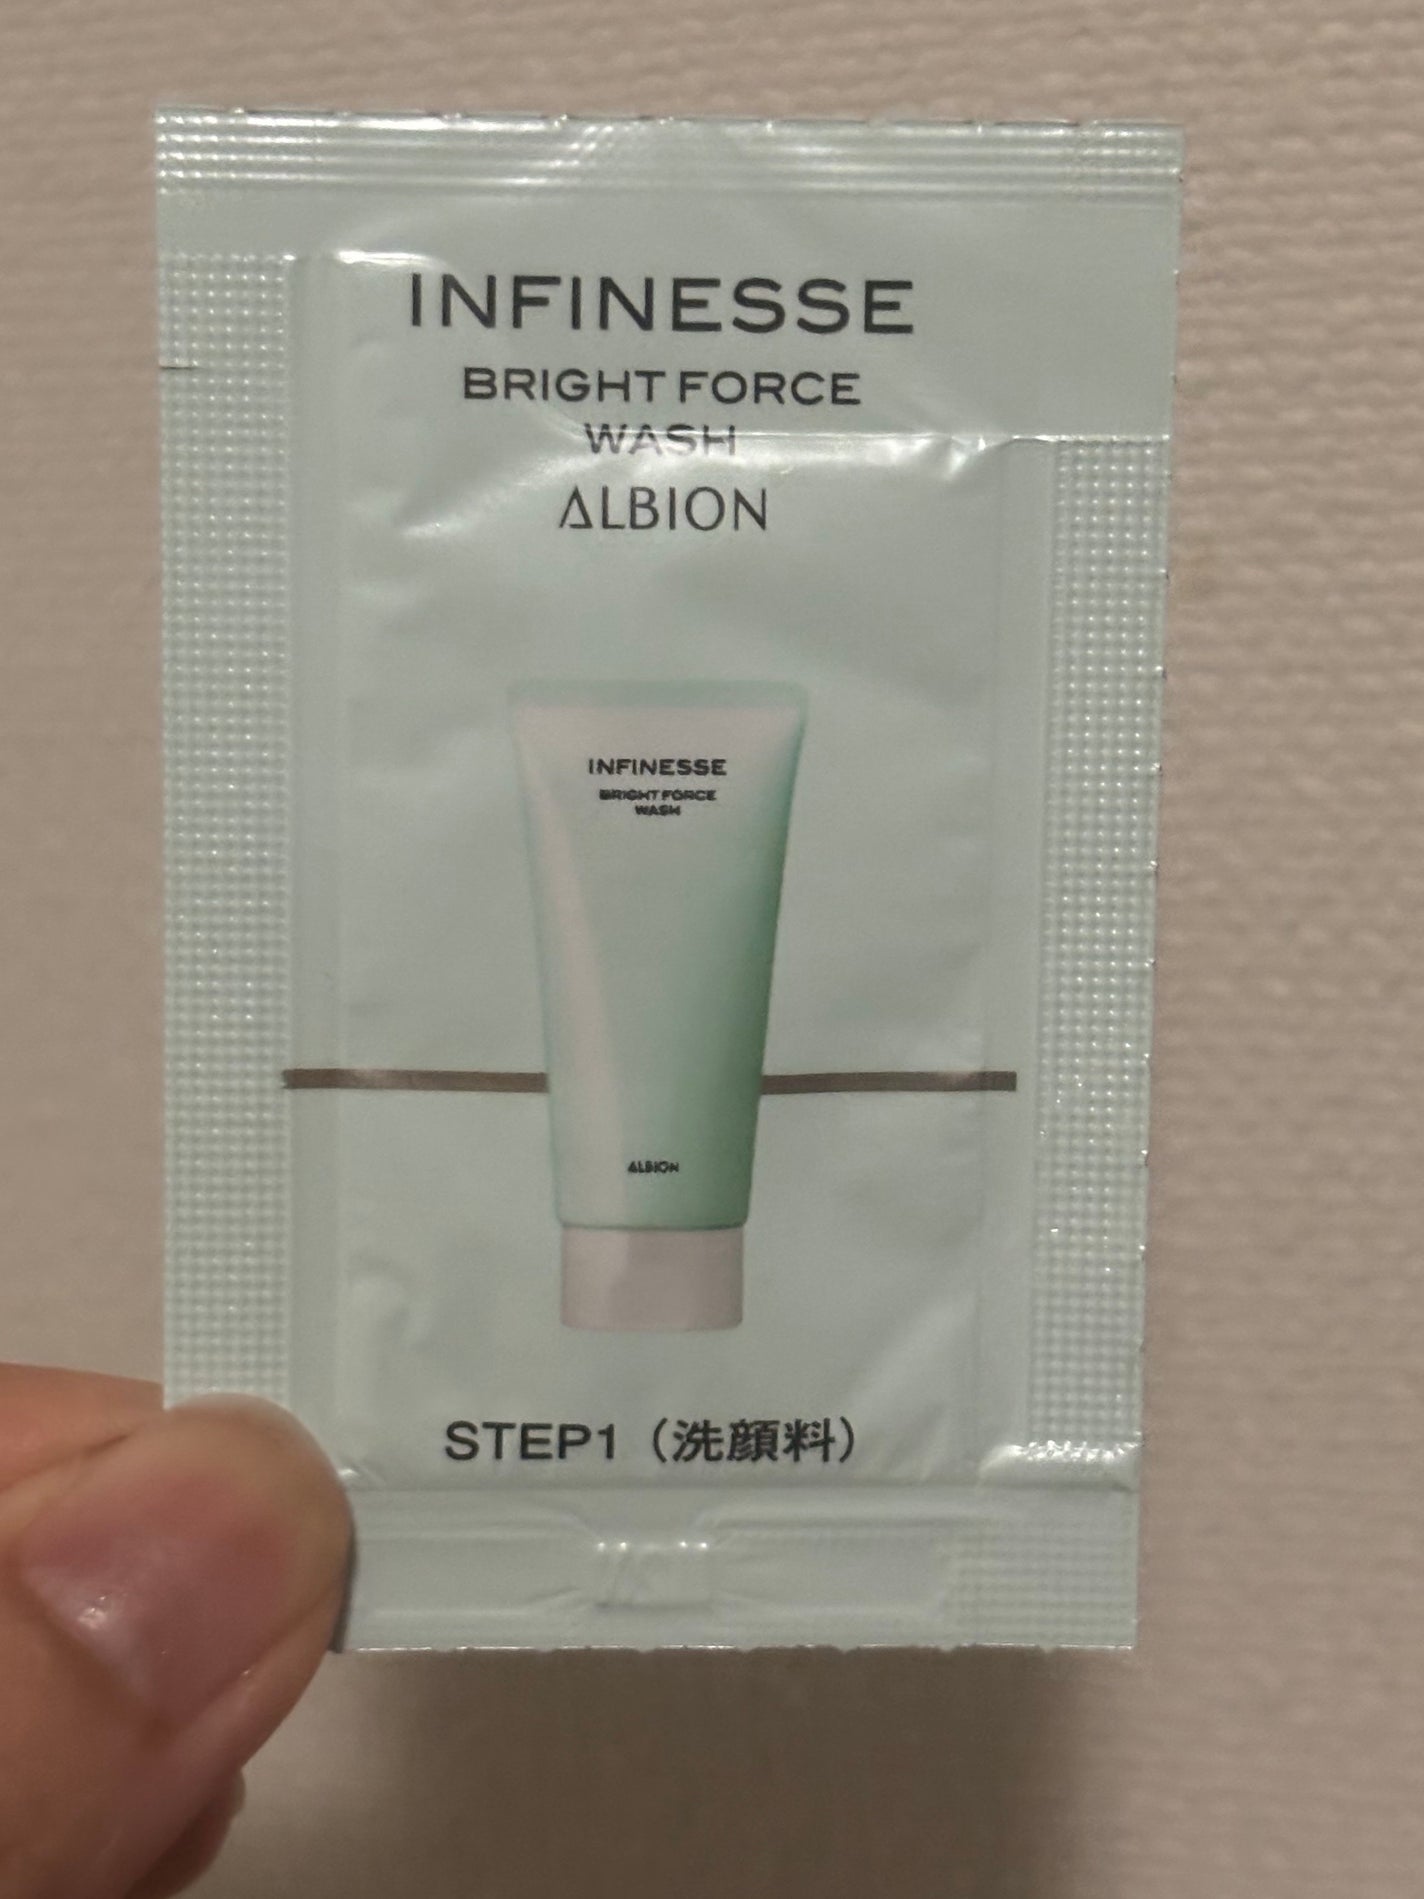 INFINESSE
BRIGHT FORCE
WASH
ALBION
INFINESSE
BRIGHT FORCE
WASH
ALBION
STEP1（洗顔料）